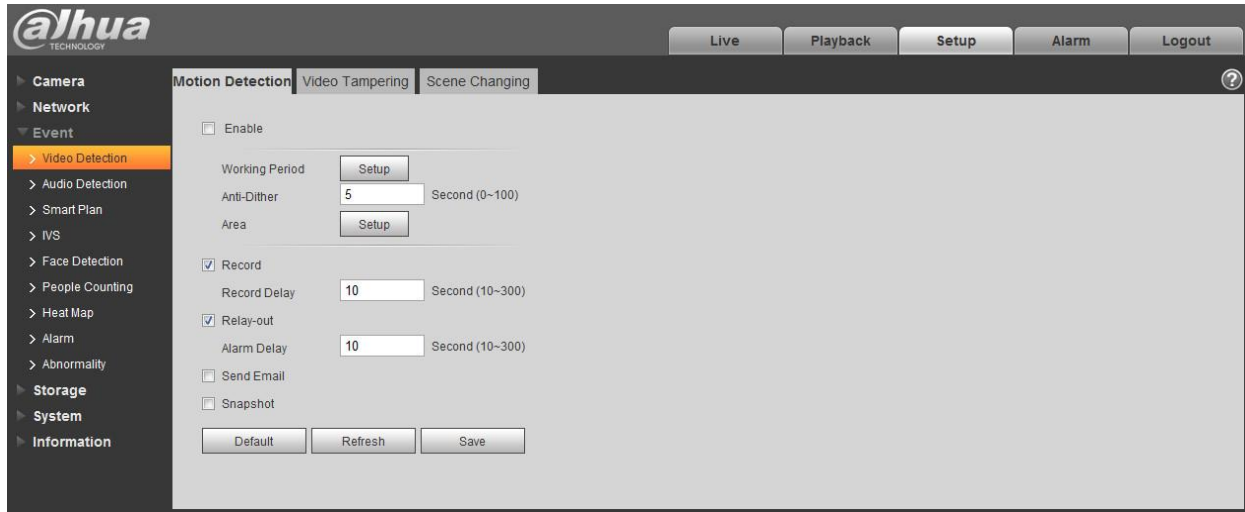 alhua
TECHNOLOGY
Live Playback Setup Alarm Logout
Camera
Network
Event
Video Detection
Audio Detection
Smart Plan
IVS
Face Detection
People Counting
Heat Map
Alarm
Abnormality
Storage
System
Information
Motion Detection Video Tampering Scene Changing ?
Enable
Working Period Setup
Anti-Dither 5 Second (0~100)
Area Setup
Record
Record Delay 10 Second (10~300)
Relay-out
Alarm Delay 10 Second (10~300)
Send Email
Snapshot
Default Refresh Save